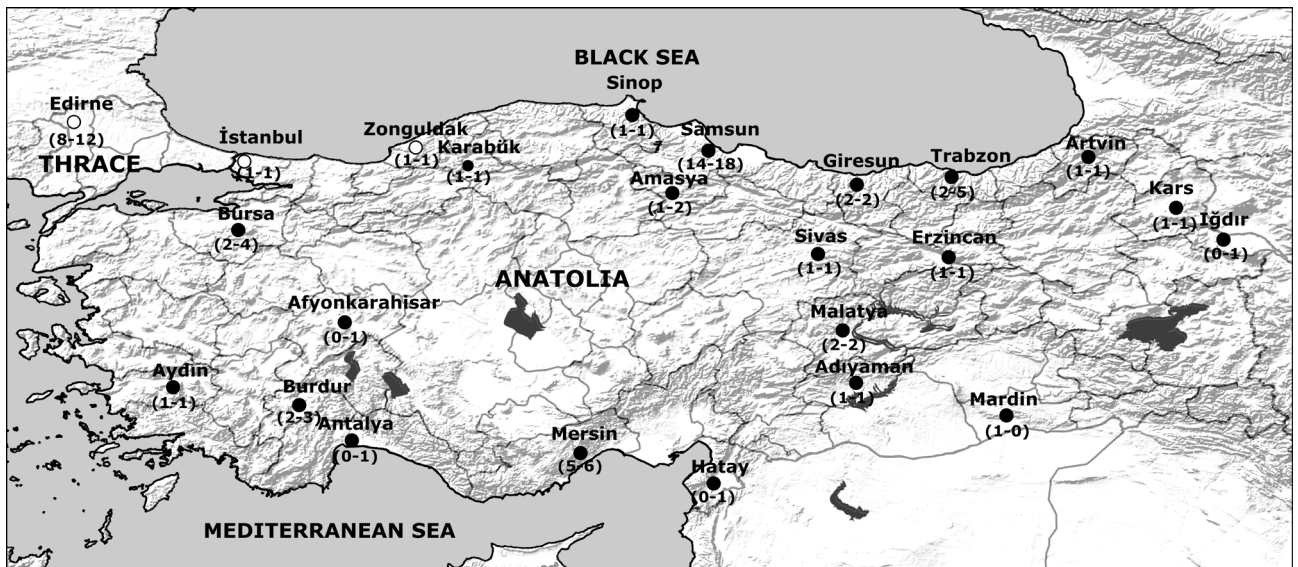 BLACK SEA
Sinop
(1-1)
Edirne
(8-12)
THRACE
İstanbul
(1-1)
Zonguldak
(1-1)
Karabük
(1-1)
Samsun
(14-18)
Amasya
(1-2)
Giresun
(2-2)
Trabzon
(2-5)
Artvin
(1-1)
Kars
(1-1)
Iğdır
(0-1)
Bursa
(2-4)
Sivas
(1-1)
Erzincan
(1-1)
ANATOLIA
Afyonkarahisar
(0-1)
Malatya
(2-2)
Adıyaman
(1-1)
Aydın
(1-1)
Burdur
(2-3)
Antalya
(0-1)
Mersin
(5-6)
Mardin
(1-0)
Hatay
(0-1)
MEDITERRANEAN SEA